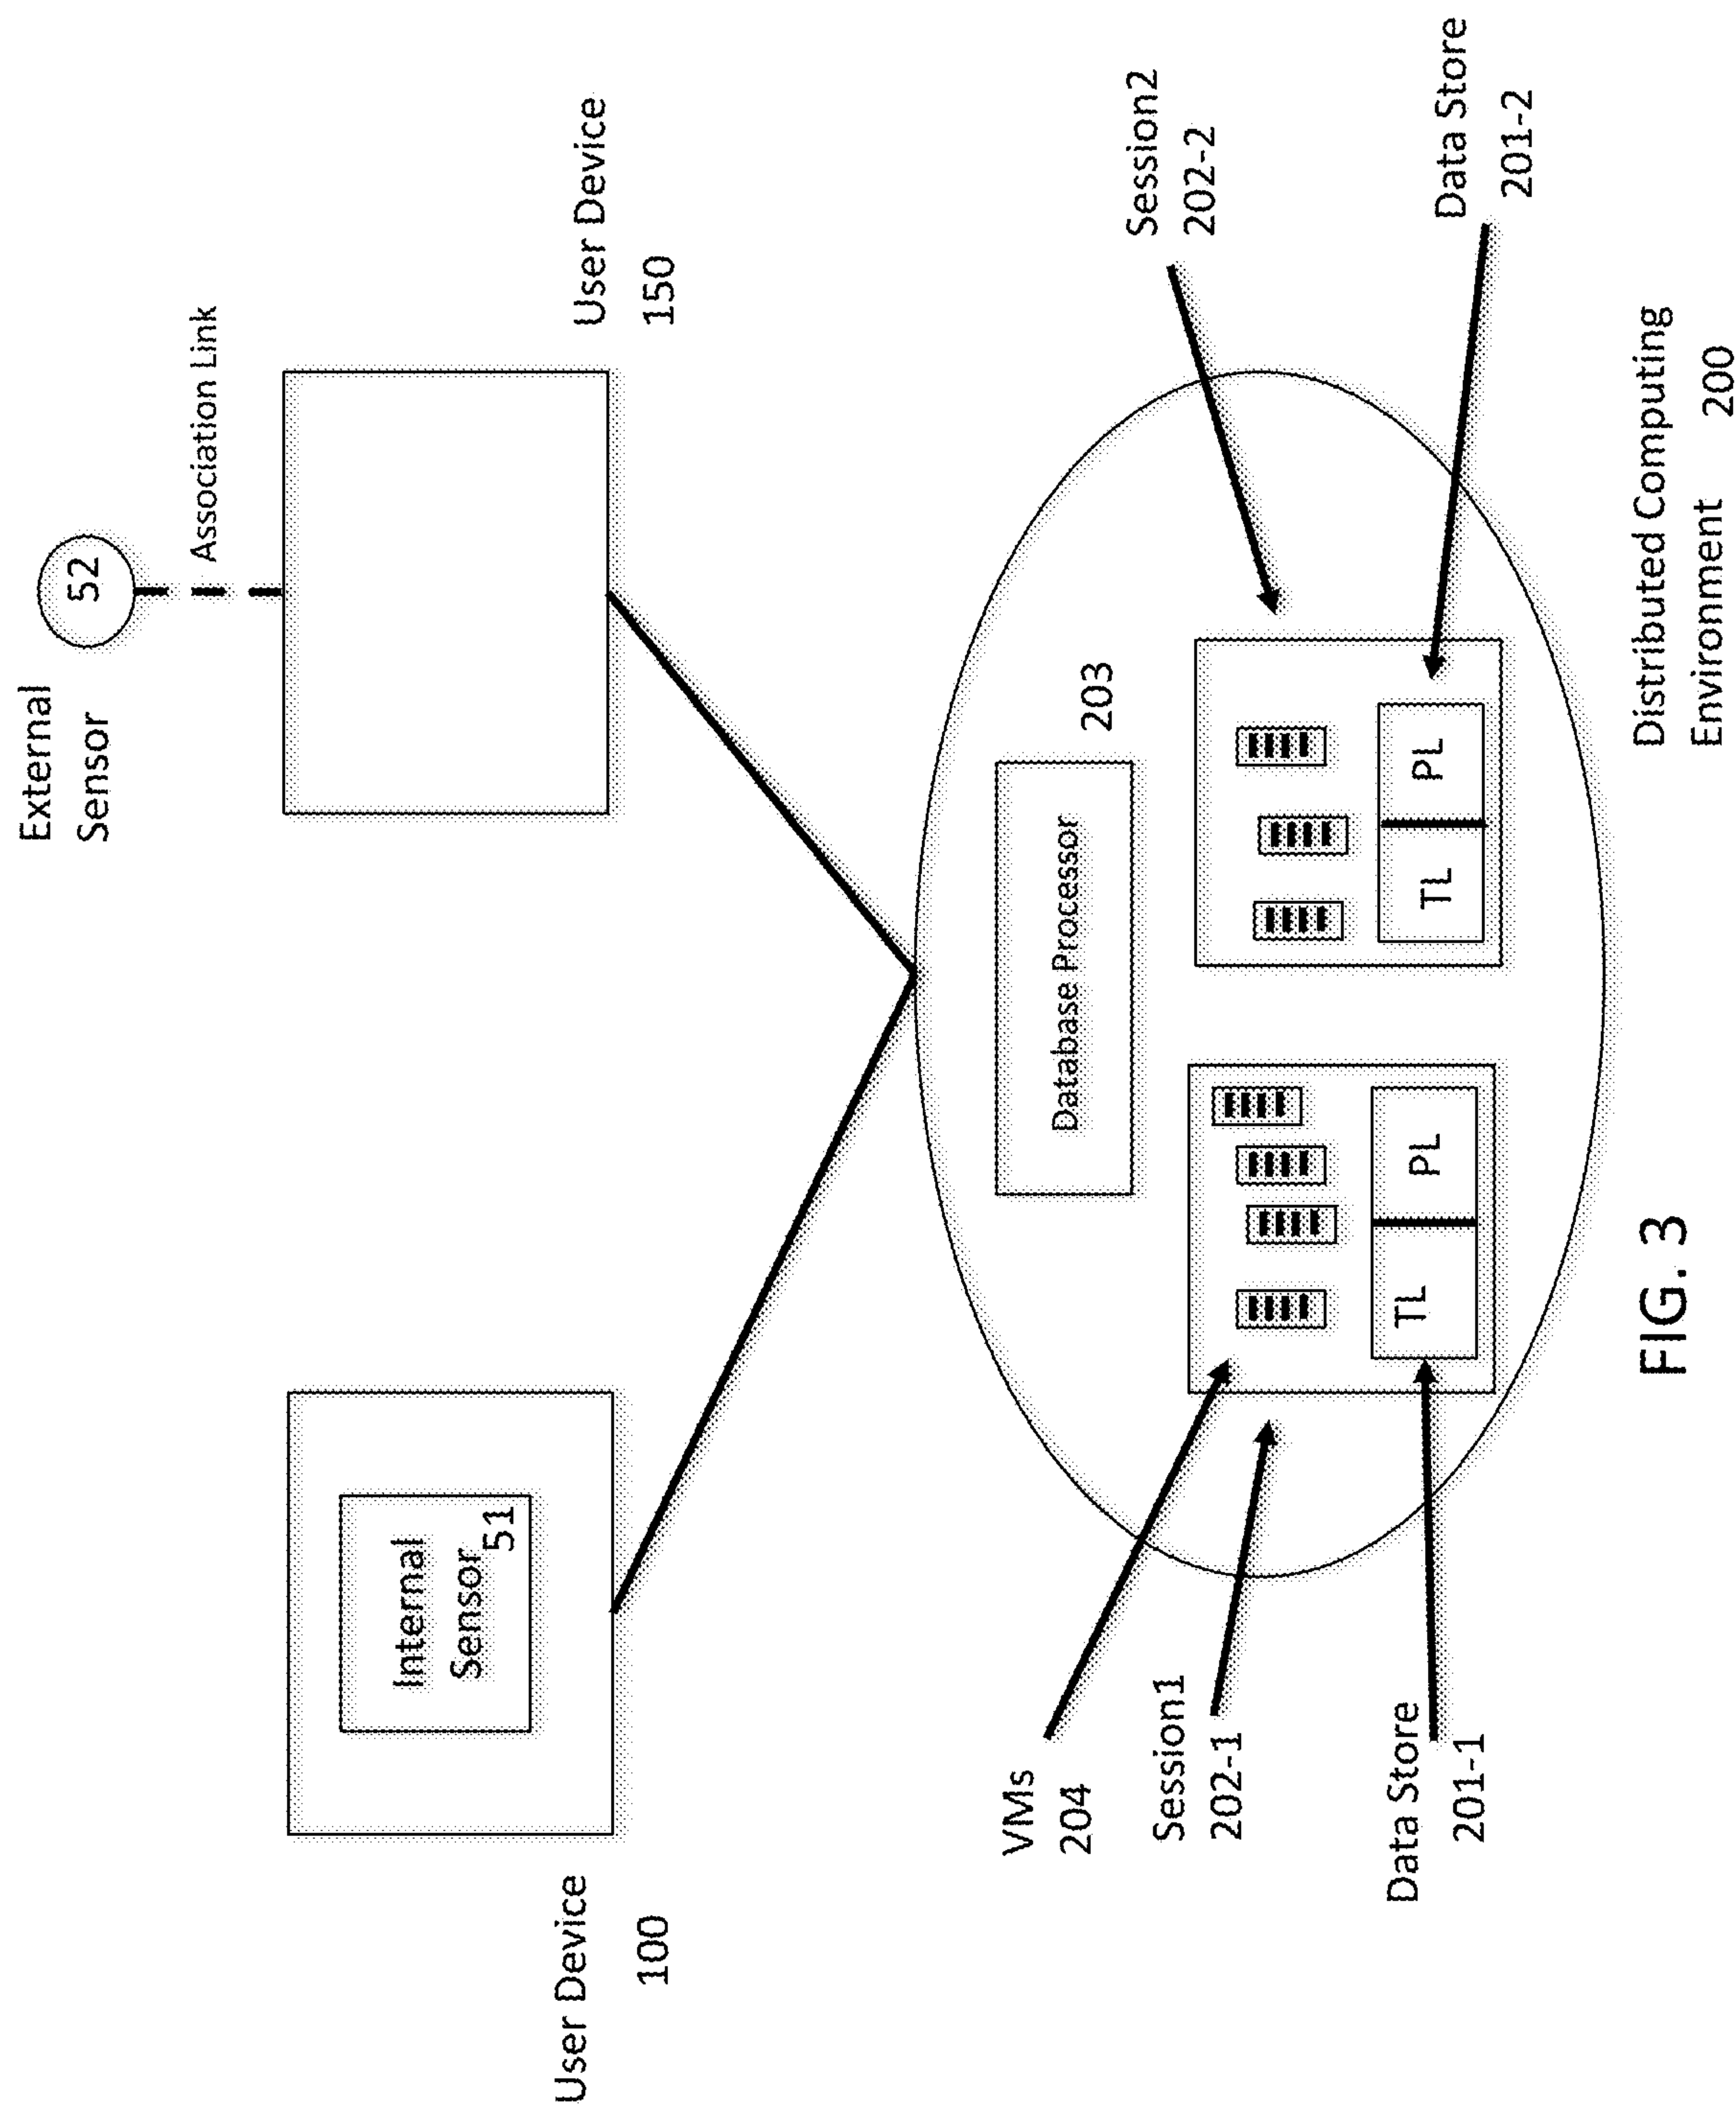 External
Sensor
52
Association Link
Internal
Sensor
51
User Device
100
User Device
150
Database Processor
203
VMs
204
Session1
202-1
Data Store
201-1
TL
PL
TL
PL
Session2
202-2
Data Store
201-2
Distributed Computing
Environment 200
FIG. 3